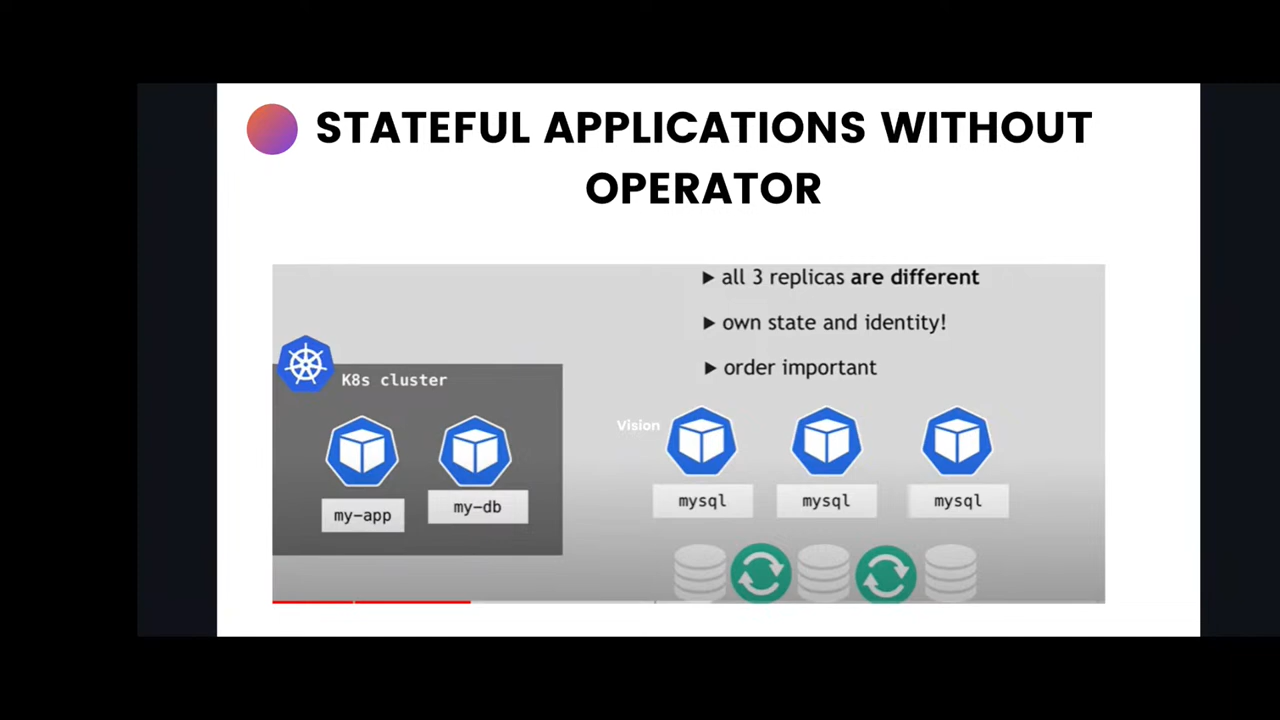 STATEFUL APPLICATIONS WITHOUT
OPERATOR
▶ all 3 replicas are different
▶ own state and identity!
▶ order important
K8s cluster
my-app
my-db
Vision
mysql
mysql
mysql